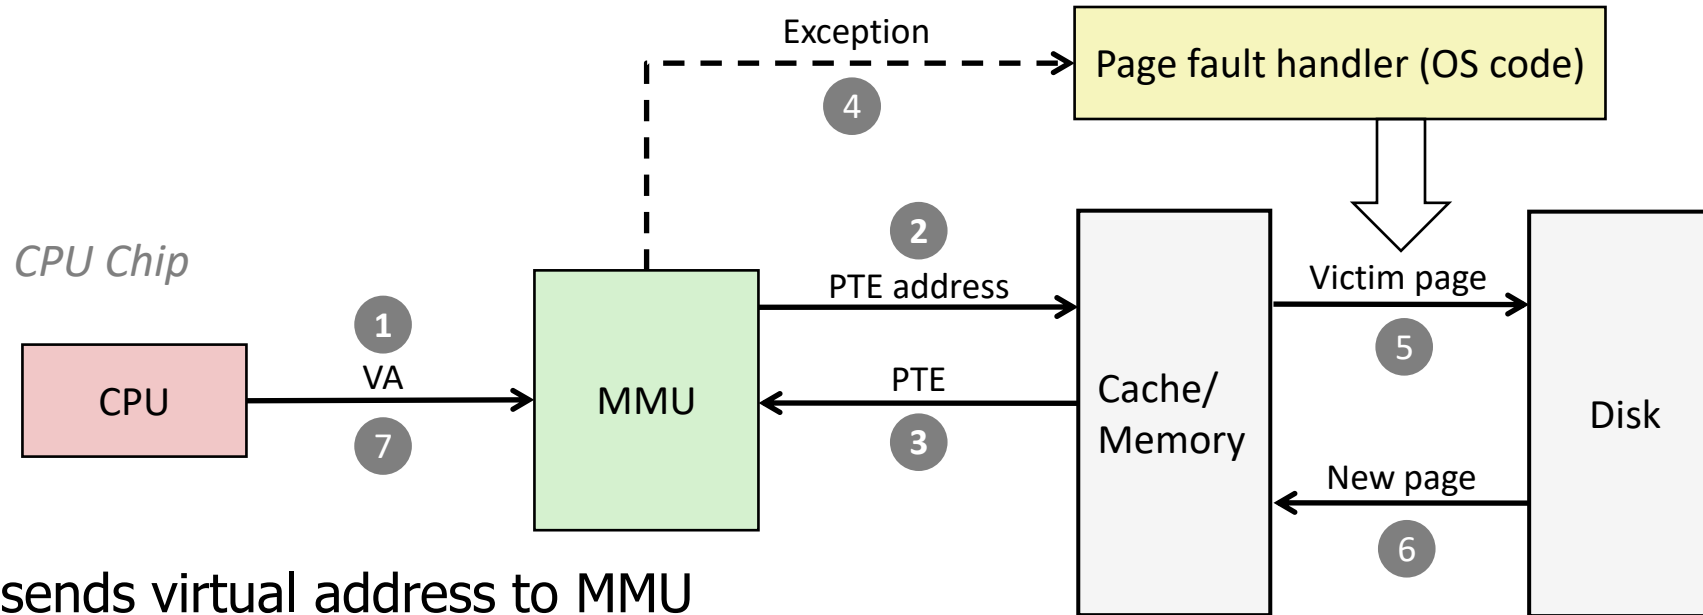 Exception
Page fault handler (OS code)
4
2
CPU Chip
PTE address
Victim page
1
5
VA
PTE
CPU
MMU
Cache/
Memory
Disk
7
3
New page
6
sends virtual address to MMU